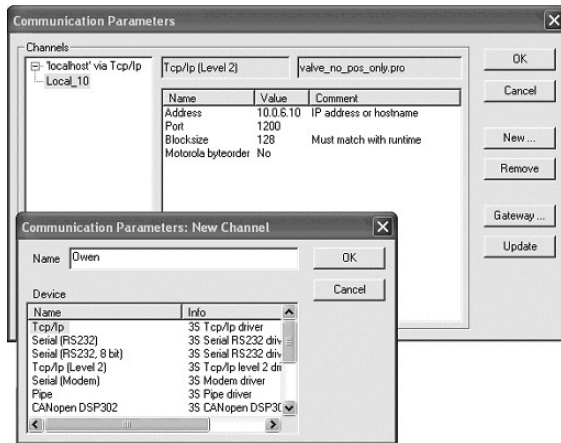 Communication Parameters
Channels
'localhost' via Tcp/Ip
Local_10
Tcp/Ip (Level 2) valve_no_pos_only.pro
Name Value Comment
Address 10.0.6.10 IP address or hostname
Port 1200
Blocksize 128 Must match with runtime
Motorola byteorder No
OK
Cancel
New ...
Remove
Gateway ...
Update
Communication Parameters: New Channel
Name Owen
OK
Cancel
Device
Name Info
Tcp/Ip 3S Tcp/Ip driver
Serial (RS232) 3S Serial RS232 driv
Serial (RS232, 8 bit) 3S Serial RS232 driv
Tcp/Ip (Level 2) 3S Tcp/Ip level 2 dri
Serial (Modem) 3S Modem driver
Pipe 3S Pipe driver
CANopen DSP302 3S CANopen DSP3(